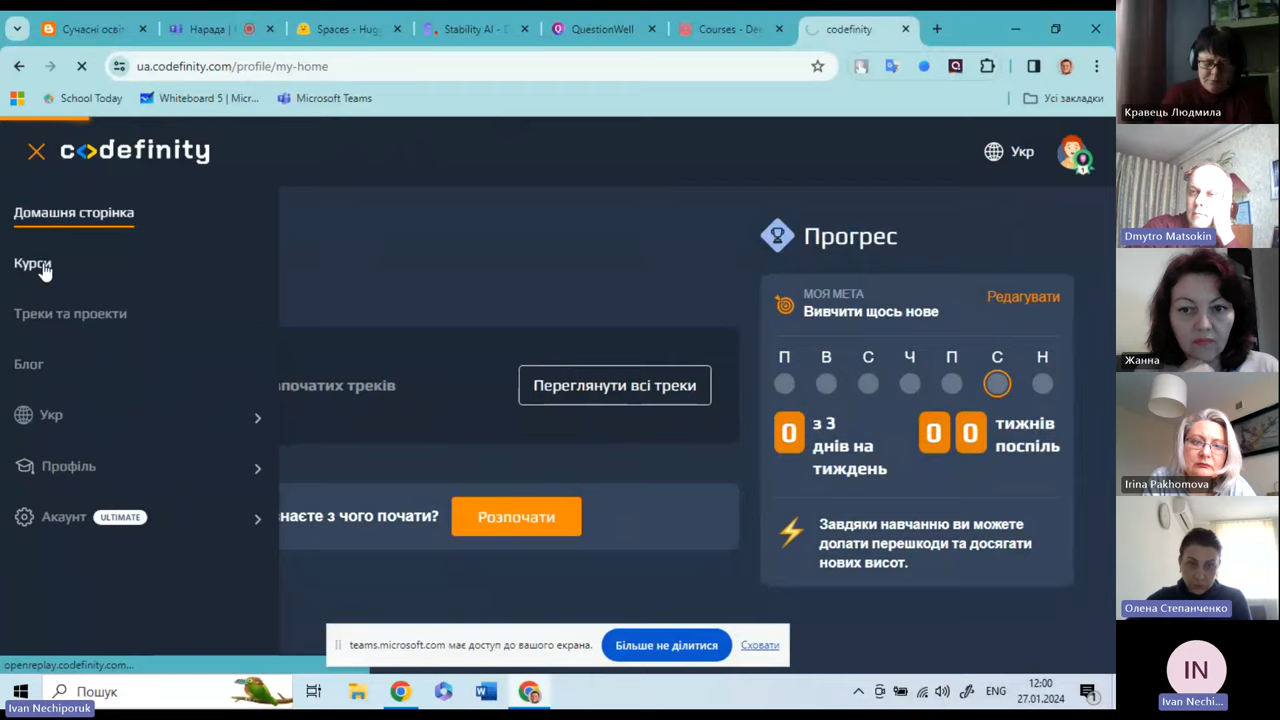 Сучасні освіт
Нарада |
Spaces - Hug
Stability AI - D
QuestionWell
Courses - De
codefinity
ua.codefinity.com/profile/my-home
School Today
Whiteboard 5 | Micr...
Microsoft Teams
Усі закладки
codefinity
Укр
Домашня сторінка
Курси
Треки та проекти
Блог
Укр
Профіль
Акаунт ULTIMATE
початих треків
Переглянути всі треки
знаєте з чого почати?
Розпочати
Прогрес
МОЯ МЕТА
Вивчити щось нове
Редагувати
П В С Ч П С Н
0 з 3 днів на тиждень
0 0 тижнів поспіль
Завдяки навчанню ви можете
долати перешкоди та досягати
нових висот.
teams.microsoft.com має доступ до вашого екрана.
Більше не ділитися
Сховати
openreplay.codefinity.com...
Пошук
ENG
12:00
27.01.2024
1
Ivan Nechiporuk
Кравець Людмила
Dmytro Matsokin
Жанна
Irina Pakhomova
Олена Степанченко
IN
Ivan Nechi...